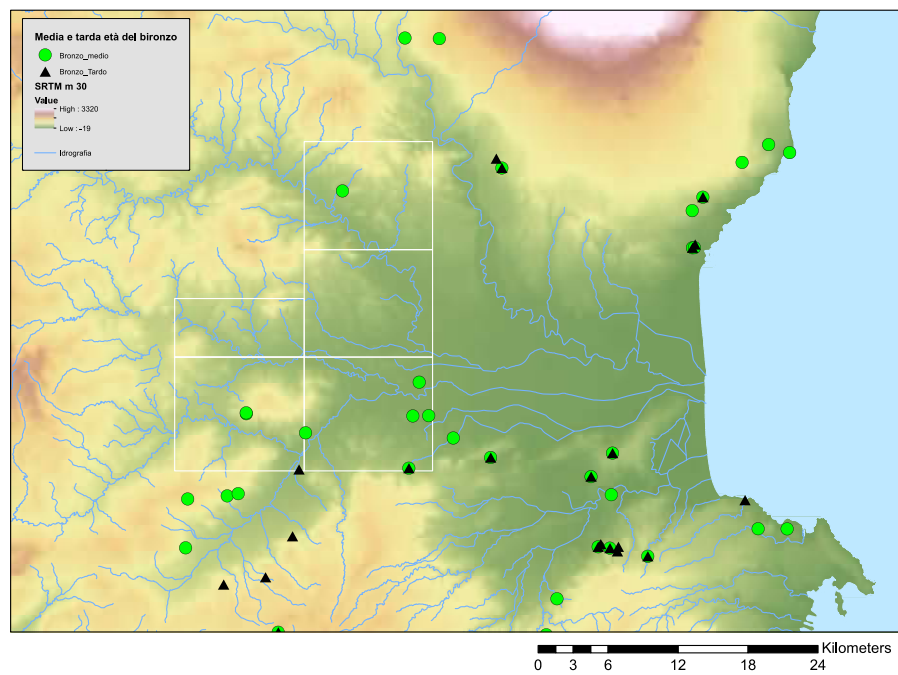 Media e tarda età del bironzo
Bronzo_medio
Bronzo_Tardo
SRTM m 30
Value
High : 3320
Low : -19
Idrografia
Kilometers
0 3 6 12 18 24